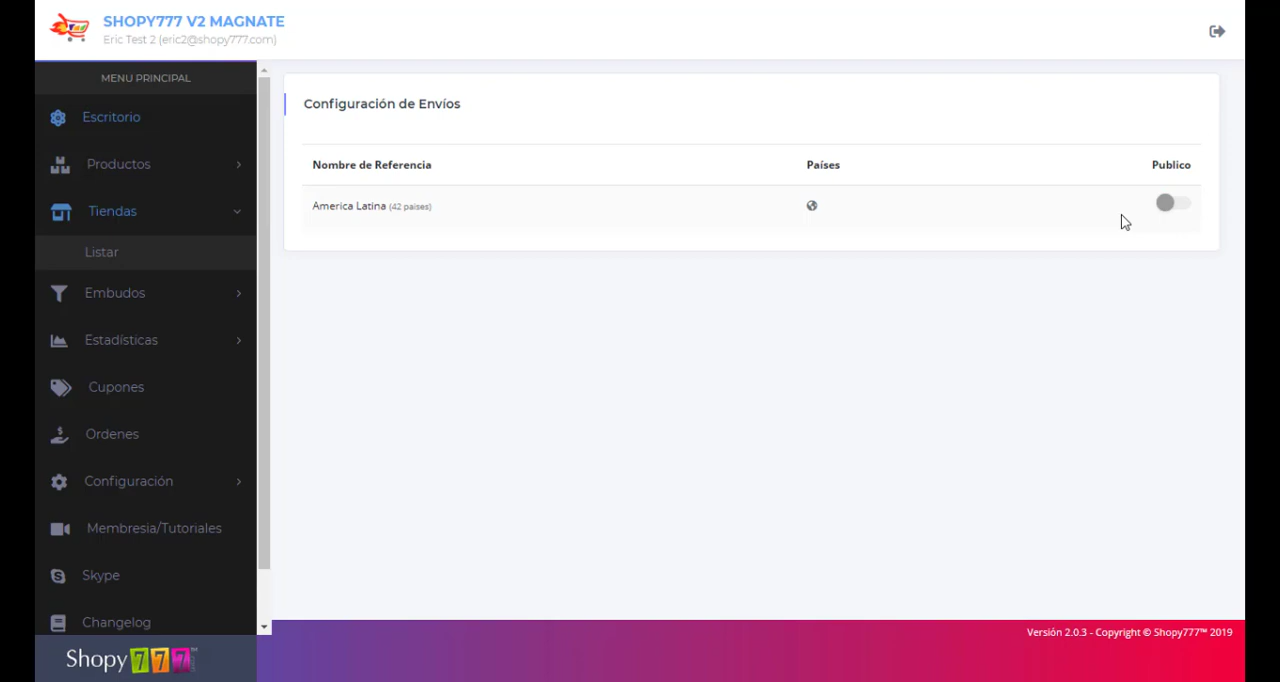 SHOPY777 V2 MAGNATE
Eric Test 2 (eric2@shopy777.com)
MENU PRINCIPAL
Escritorio
Productos
Tiendas
Listar
Embudos
Estadísticas
Cupones
Ordenes
Configuración
Membresia/Tutoriales
Skype
Changelog
Shopy777™
Configuración de Envíos
Nombre de Referencia Países Publico
America Latina (42 paises)
Versión 2.0.3 - Copyright © Shopy777™ 2019